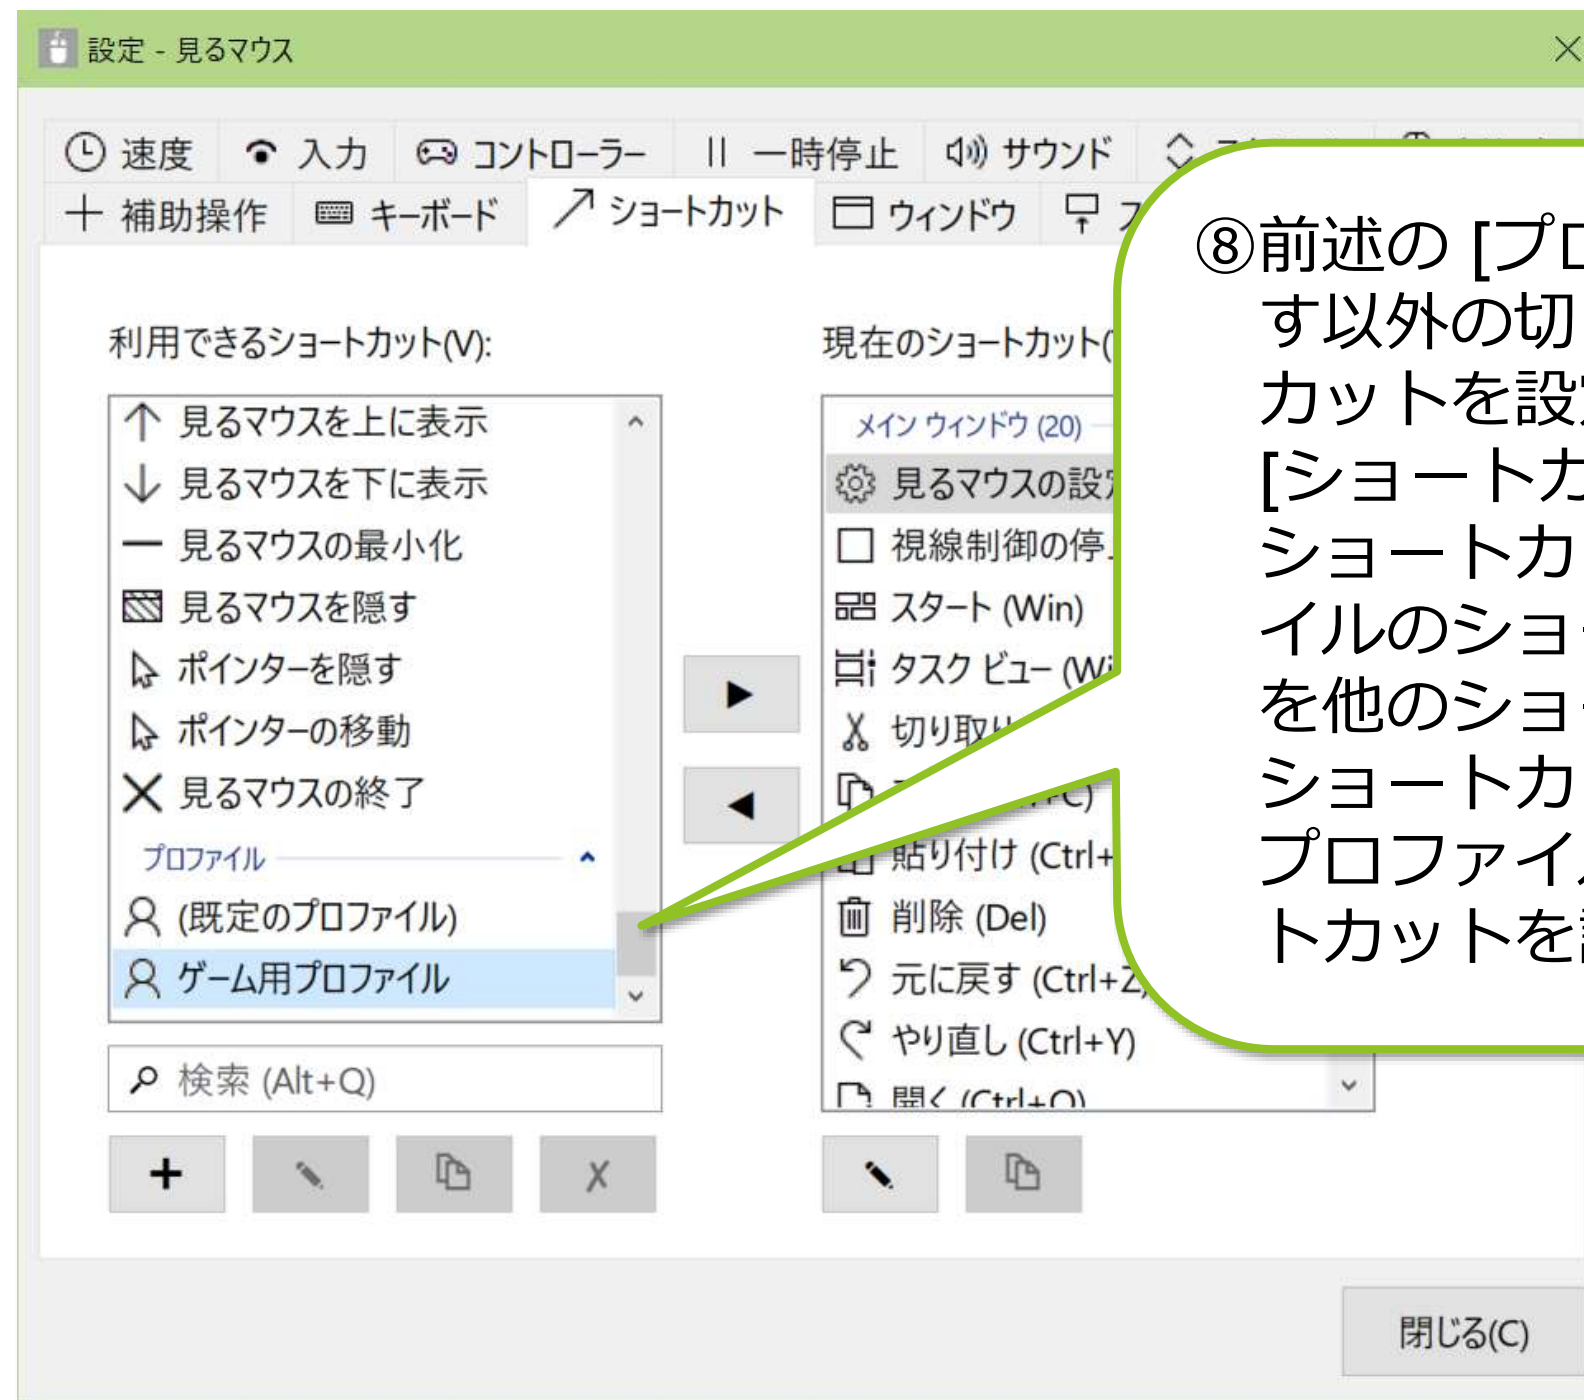 設定 - 見るマウス
速度 入力 コントローラー 一時停止 サウンド
補助操作 キーボード ショートカット ウィンドウ
利用できるショートカット(V):
見るマウスを上に表示
見るマウスを下に表示
見るマウスの最小化
見るマウスを隠す
ポインターを隠す
ポインターの移動
見るマウスの終了
プロファイル
(既定のプロファイル)
ゲーム用プロファイル
検索 (Alt+Q)
現在のショートカット(
メイン ウィンドウ (20)
見るマウスの設定
視線制御の停
スタート (Win)
タスク ビュー (Wi
切り取り
貼り付け (Ctrl+
削除 (Del)
元に戻す (Ctrl+Z)
やり直し (Ctrl+Y)
開く (Ctrl+O)
⑧前述の [プロ
す以外の切
カットを設定
[ショートカ
ショートカ
イルのショー
を他のショー
ショートカ
プロファイル
トカットを
閉じる(C)